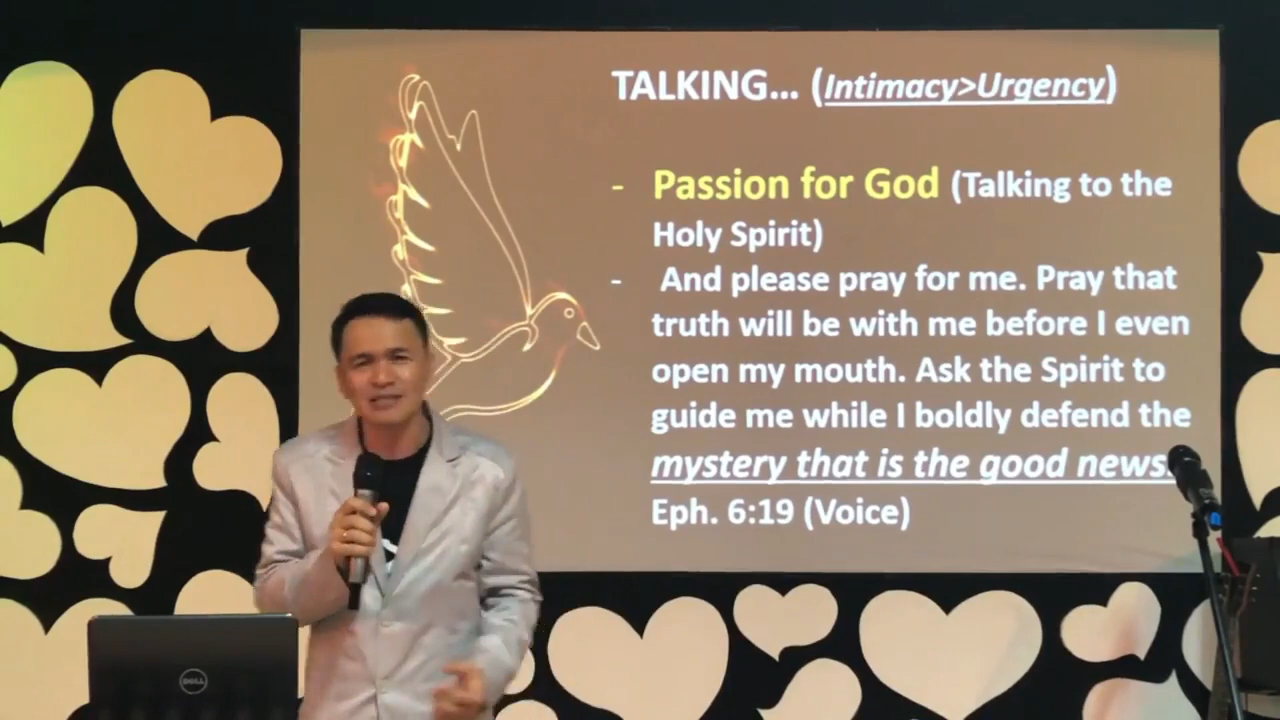 TALKING... (Intimacy>Urgency)
- Passion for God (Talking to the
Holy Spirit)
- And please pray for me. Pray that
truth will be with me before I even
open my mouth. Ask the Spirit to
guide me while I boldly defend the
mystery that is the good news.
Eph. 6:19 (Voice)
DELL